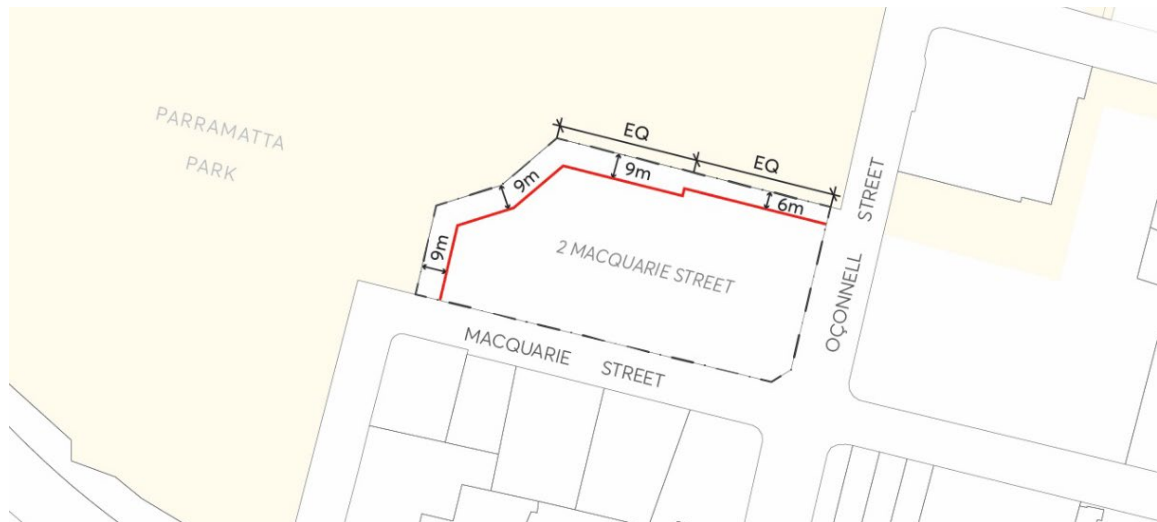 PARRAMATTA
PARK
EQ
EQ
9m
9m
6m
9m
2 MACQUARIE STREET
MACQUARIE STREET
OÇONNELL STREET